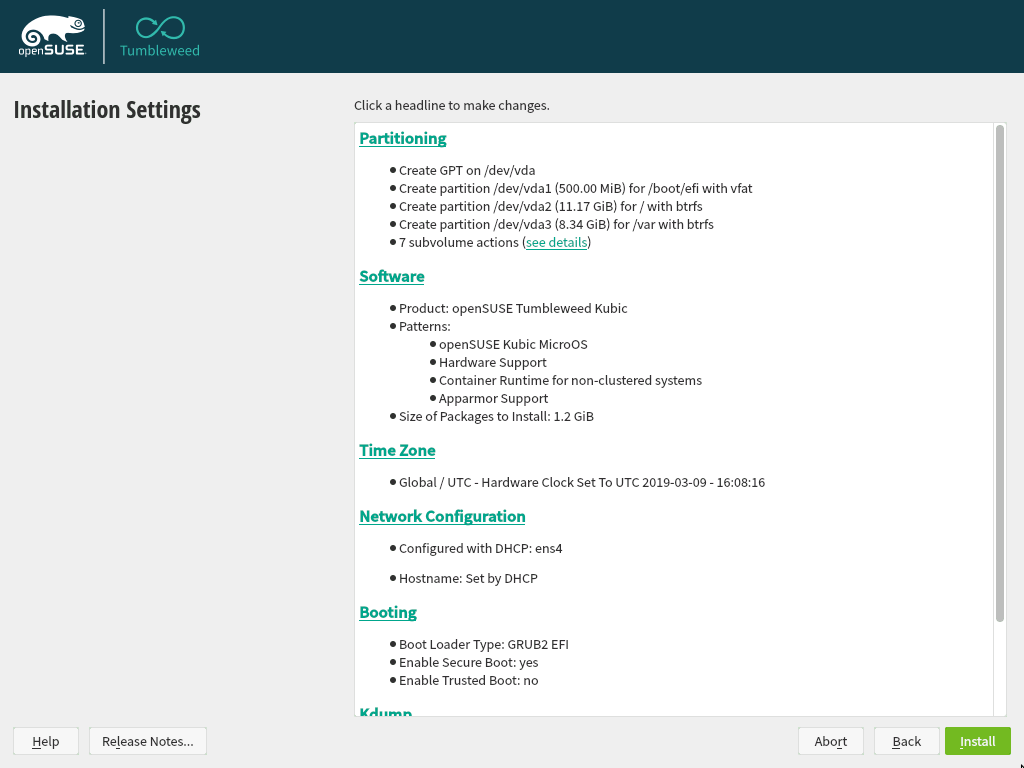 openSUSE
Tumbleweed
Installation Settings
Click a headline to make changes.
Partitioning
Create GPT on /dev/vda
Create partition /dev/vda1 (500.00 MiB) for /boot/efi with vfat
Create partition /dev/vda2 (11.17 GiB) for / with btrfs
Create partition /dev/vda3 (8.34 GiB) for /var with btrfs
7 subvolume actions (see details)
Software
Product: openSUSE Tumbleweed Kubic
Patterns:
openSUSE Kubic MicroOS
Hardware Support
Container Runtime for non-clustered systems
Apparmor Support
Size of Packages to Install: 1.2 GiB
Time Zone
Global / UTC - Hardware Clock Set To UTC 2019-03-09 - 16:08:16
Network Configuration
Configured with DHCP: ens4
Hostname: Set by DHCP
Booting
Boot Loader Type: GRUB2 EFI
Enable Secure Boot: yes
Enable Trusted Boot: no
Kdump
Help Release Notes... Abort Back Install